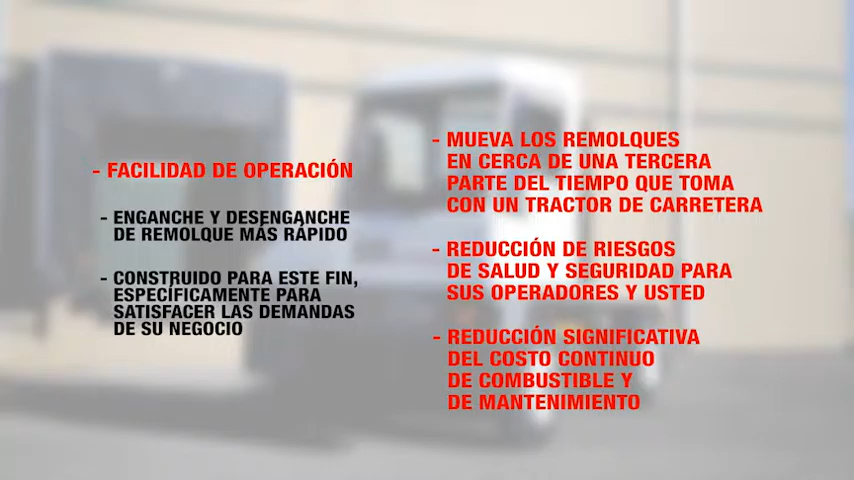 - FACILIDAD DE OPERACIÓN
- ENGANCHE Y DESENGANCHE
DE REMOLQUE MÁS RÁPIDO
- CONSTRUIDO PARA ESTE FIN,
ESPECÍFICAMENTE PARA
SATISFACER LAS DEMANDAS
DE SU NEGOCIO
- MUEVA LOS REMOLQUES
EN CERCA DE UNA TERCERA
PARTE DEL TIEMPO QUE TOMA
CON UN TRACTOR DE CARRETERA
- REDUCCIÓN DE RIESGOS
DE SALUD Y SEGURIDAD PARA
SUS OPERADORES Y USTED
- REDUCCIÓN SIGNIFICATIVA
DEL COSTO CONTINUO
DE COMBUSTIBLE Y
DE MANTENIMIENTO